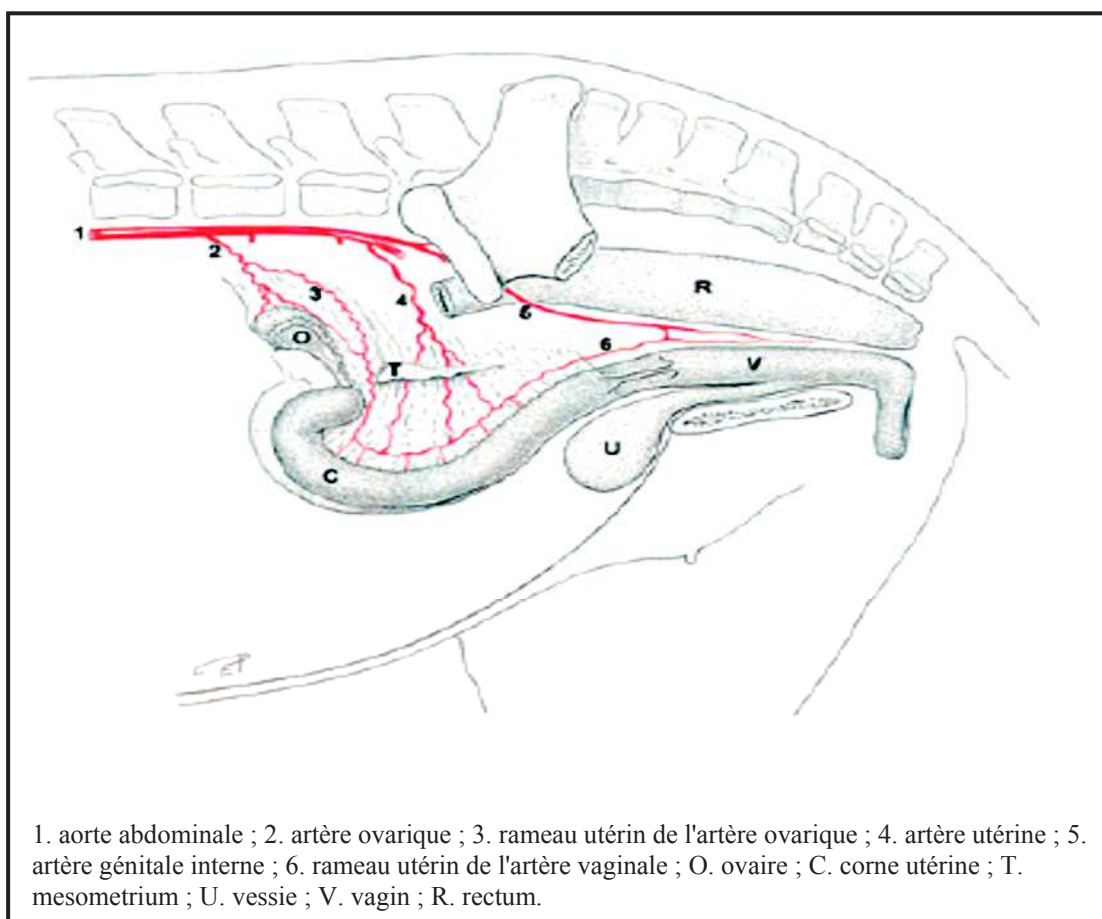 1
2
3
4
5
6
R
O
T
V
U
C
1. aorte abdominale ; 2. artère ovarique ; 3. rameau utérin de l'artère ovarique ; 4. artère utérine ; 5.
artère génitale interne ; 6. rameau utérin de l'artère vaginale ; O. ovaire ; C. corne utérine ; T.
mesometrium ; U. vessie ; V. vagin ; R. rectum.